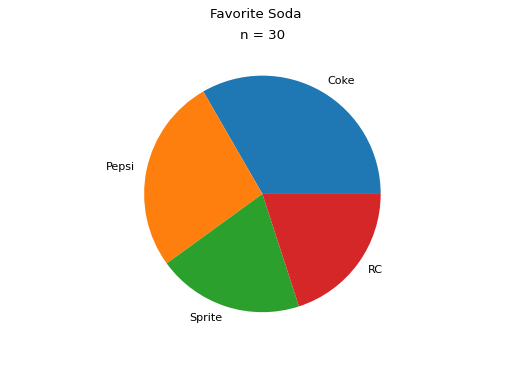 Favorite Soda
n = 30
Coke
Pepsi
RC
Sprite